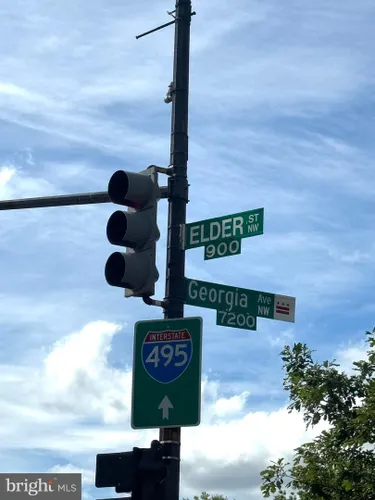 ELDER ST NW
900
Georgia Ave NW
7200
INTERSTATE
495
bright MLS